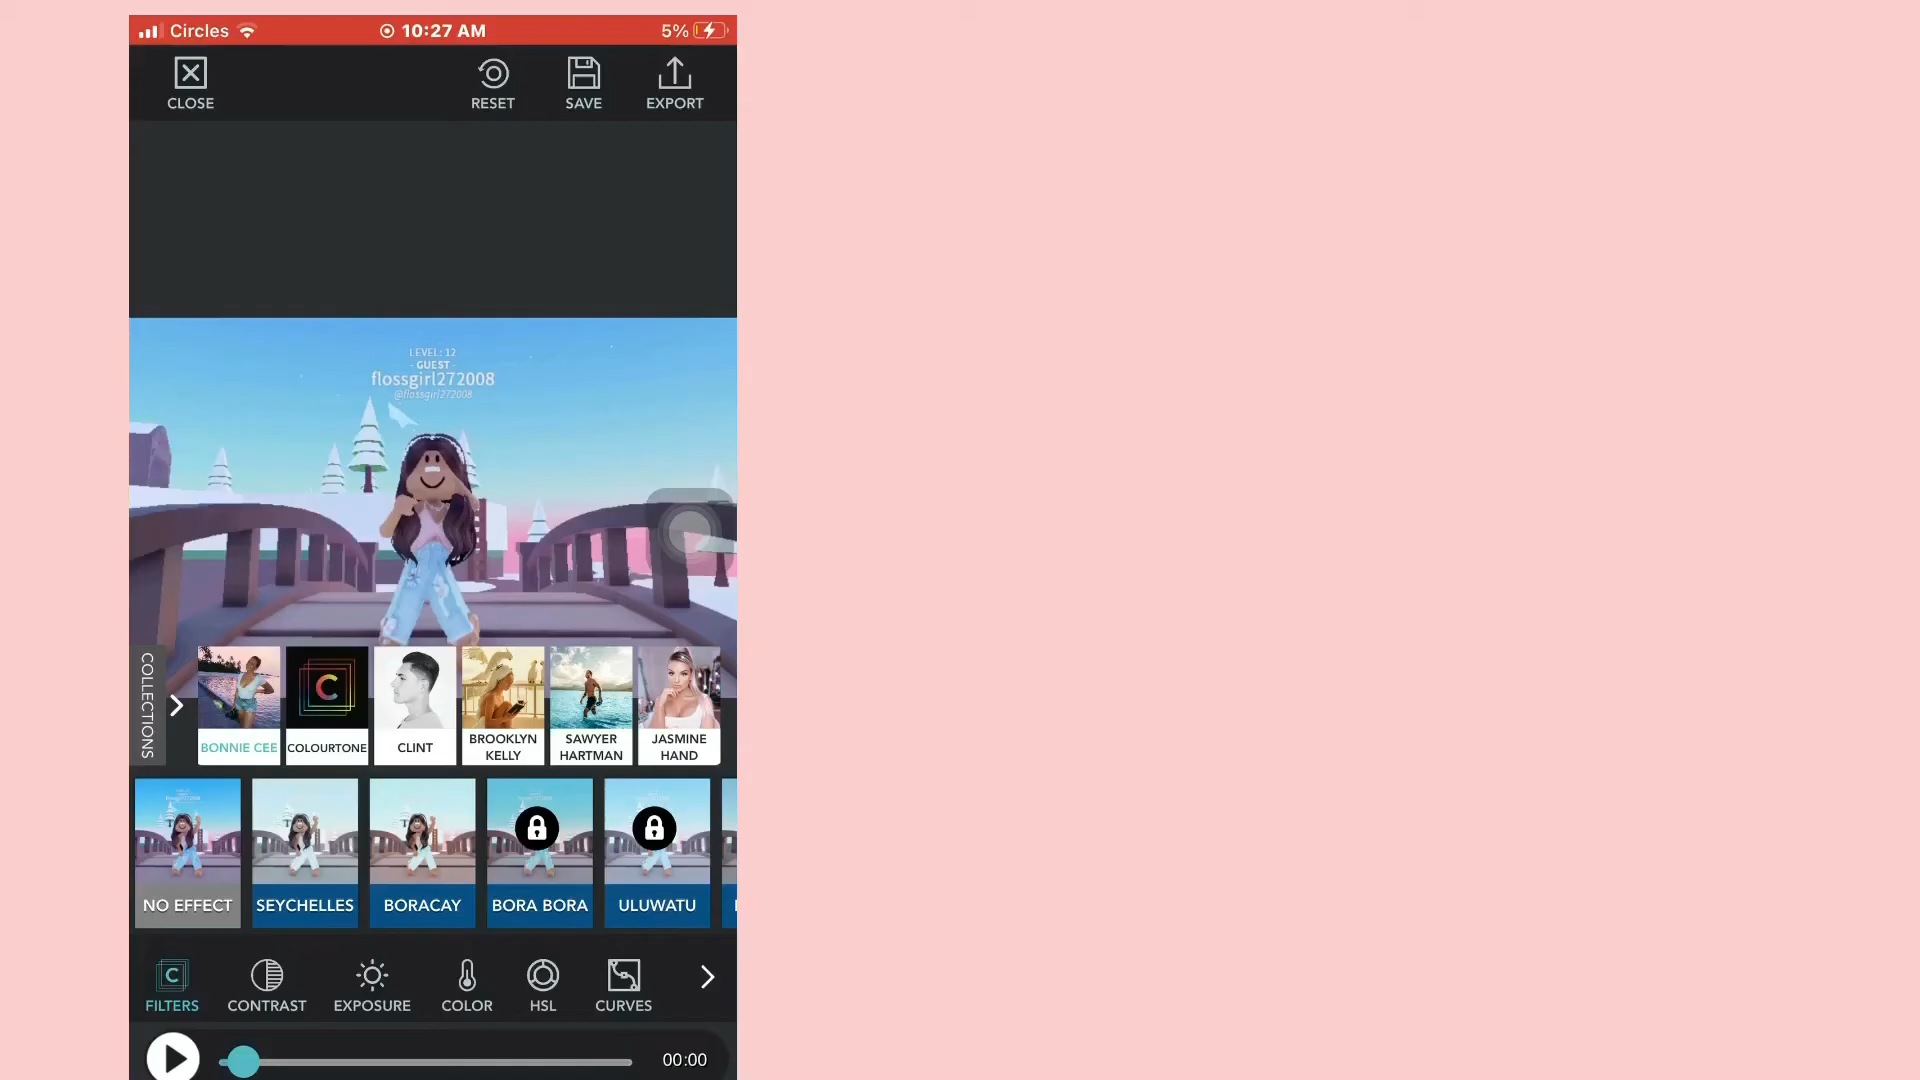 Circles 10:27 AM 5%
CLOSE RESET SAVE EXPORT
LEVEL: 12
- GUEST -
flossgirl272008
@flossgirl272008
COLLECTIONS
BONNIE CEE
C
COLOURTONE
CLINT
BROOKLYN
KELLY
SAWYER
HARTMAN
JASMINE
HAND
NO EFFECT SEYCHELLES BORACAY BORA BORA ULUWATU
C
FILTERS CONTRAST EXPOSURE COLOR HSL CURVES
00:00